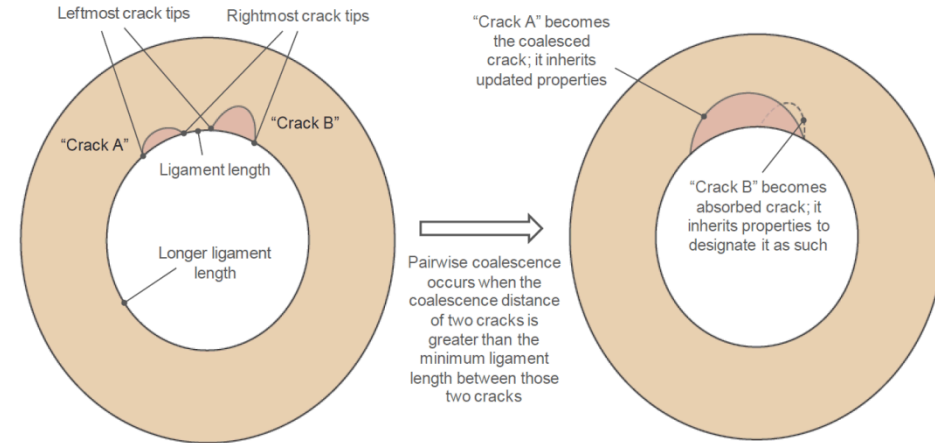 Leftmost crack tips
Rightmost crack tips
“Crack A”
“Crack B”
Ligament length
Longer ligament
length
Pairwise coalescence
occurs when the
coalescence distance
of two cracks is
greater than the
minimum ligament
length between those
two cracks
“Crack A” becomes
the coalesced
crack; it inherits
updated properties
“Crack B” becomes
absorbed crack; it
inherits properties to
designate it as such